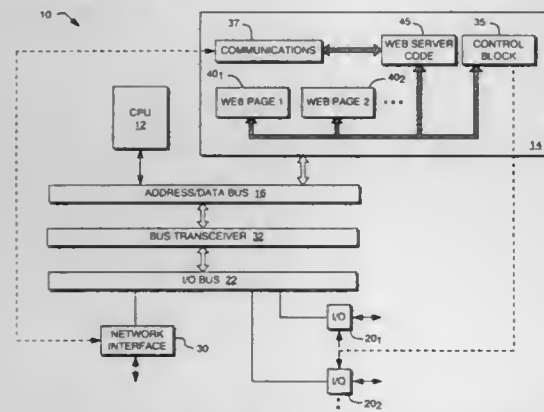 10
37
45
35
COMMUNICATIONS
WEB SERVER
CODE
CONTROL
BLOCK
40₁
40₂
WEB PAGE 1
WEB PAGE 2
...
CPU
12
14
ADDRESS/DATA BUS 16
BUS TRANSCEIVER 32
I/O BUS 22
NETWORK
INTERFACE
30
I/O
20₁
I/O
20₂